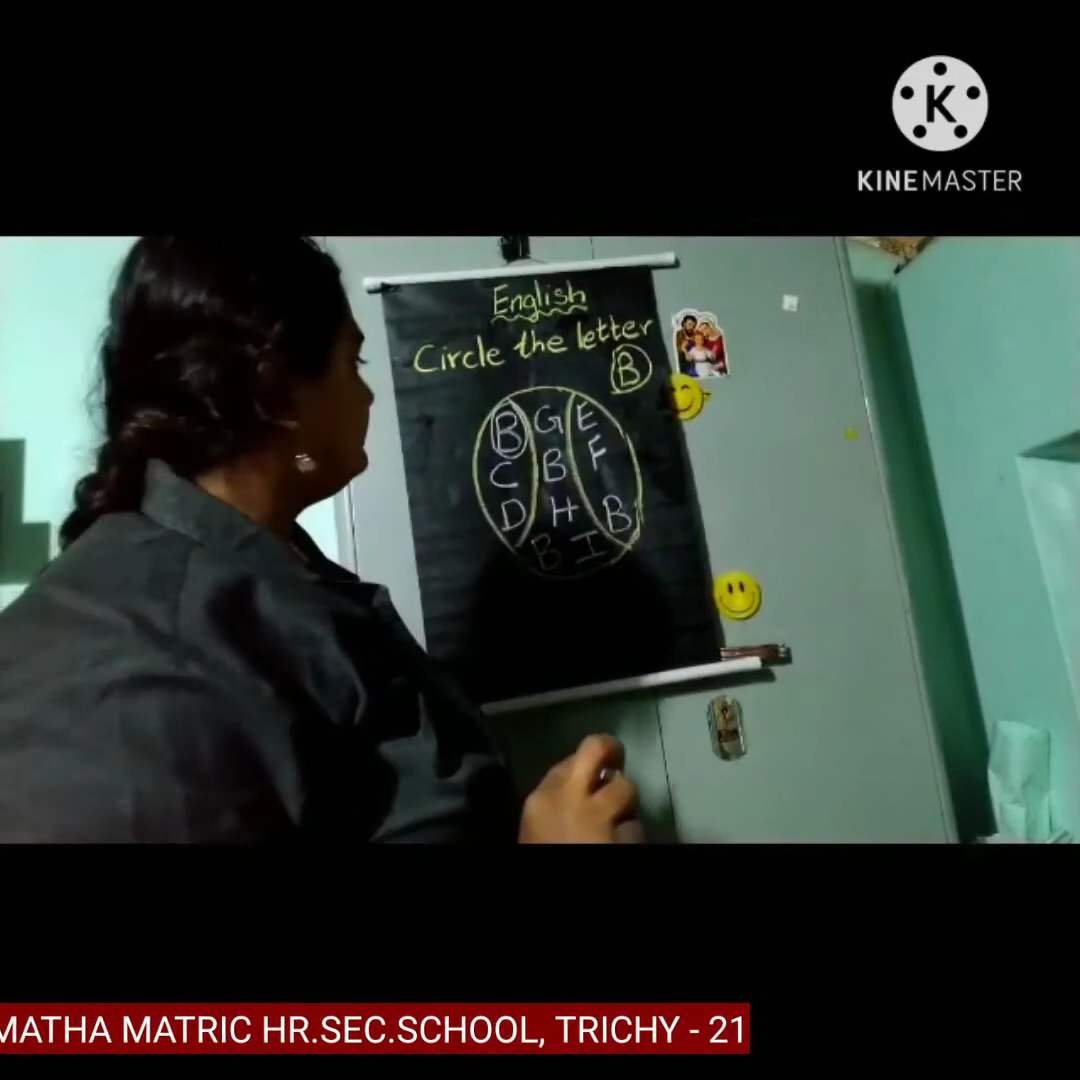 KINEMASTER
English
Circle the letter
B
B G E
C B F
D H B
B I
MATHA MATRIC HR.SEC.SCHOOL, TRICHY - 21